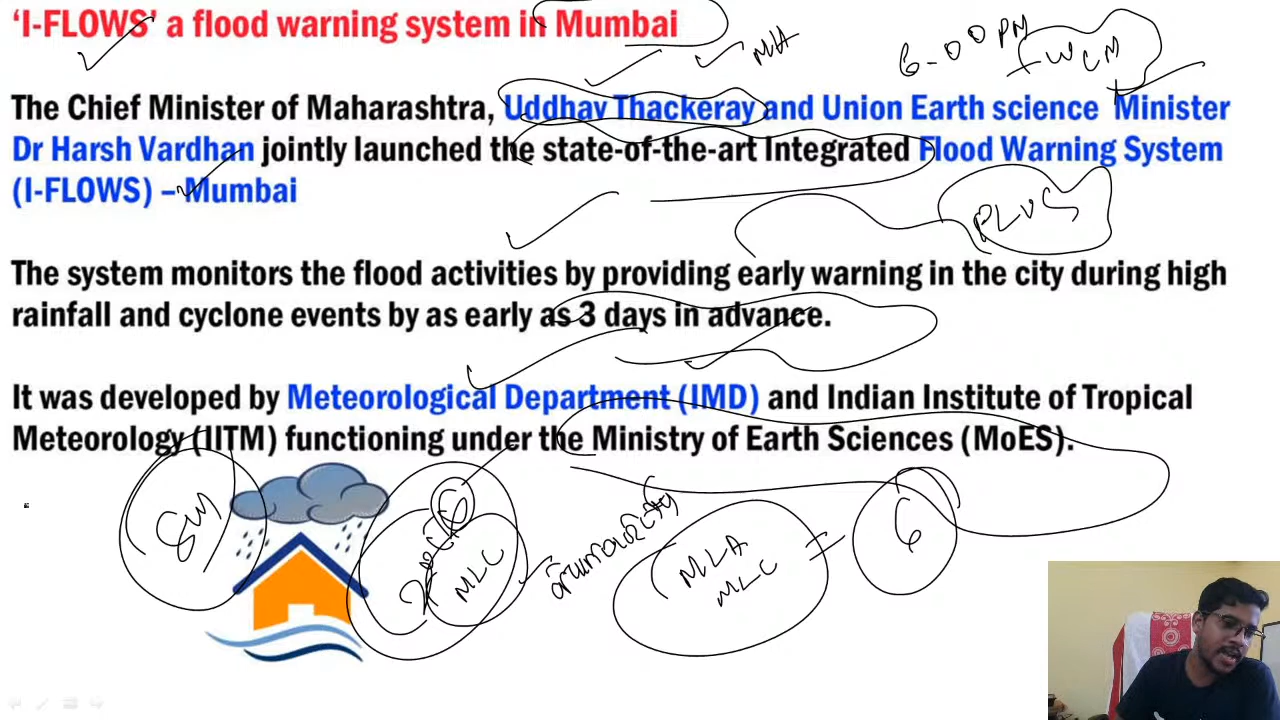 'I-FLOWS' a flood warning system in Mumbai
MH
6-00 PM
WCM
The Chief Minister of Maharashtra, Uddhav Thackeray and Union Earth science Minister
Dr Harsh Vardhan jointly launched the state-of-the-art Integrated Flood Warning System
(I-FLOWS) – Mumbai
PLUS
The system monitors the flood activities by providing early warning in the city during high
rainfall and cyclone events by as early as 3 days in advance.
It was developed by Meteorological Department (IMD) and Indian Institute of Tropical
Meteorology (IITM) functioning under the Ministry of Earth Sciences (MoES).
MLC
MLA
MLC
6